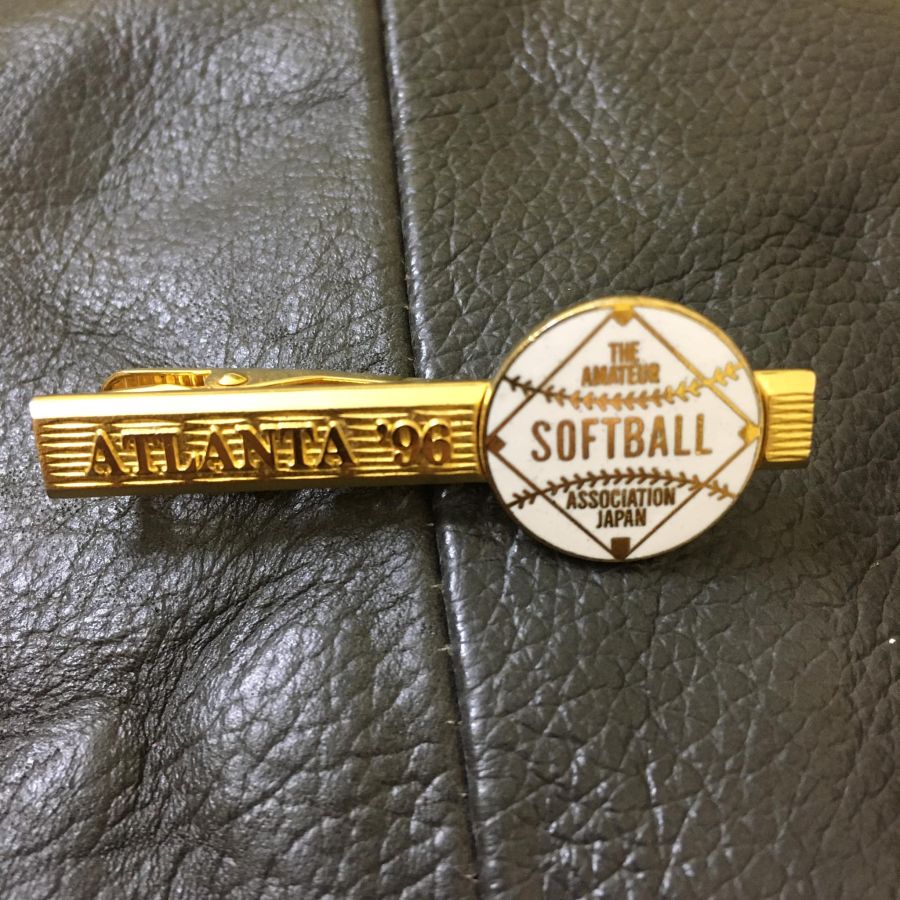 ATLANTA '96
THE
AMATEUR
SOFTBALL
ASSOCIATION
JAPAN